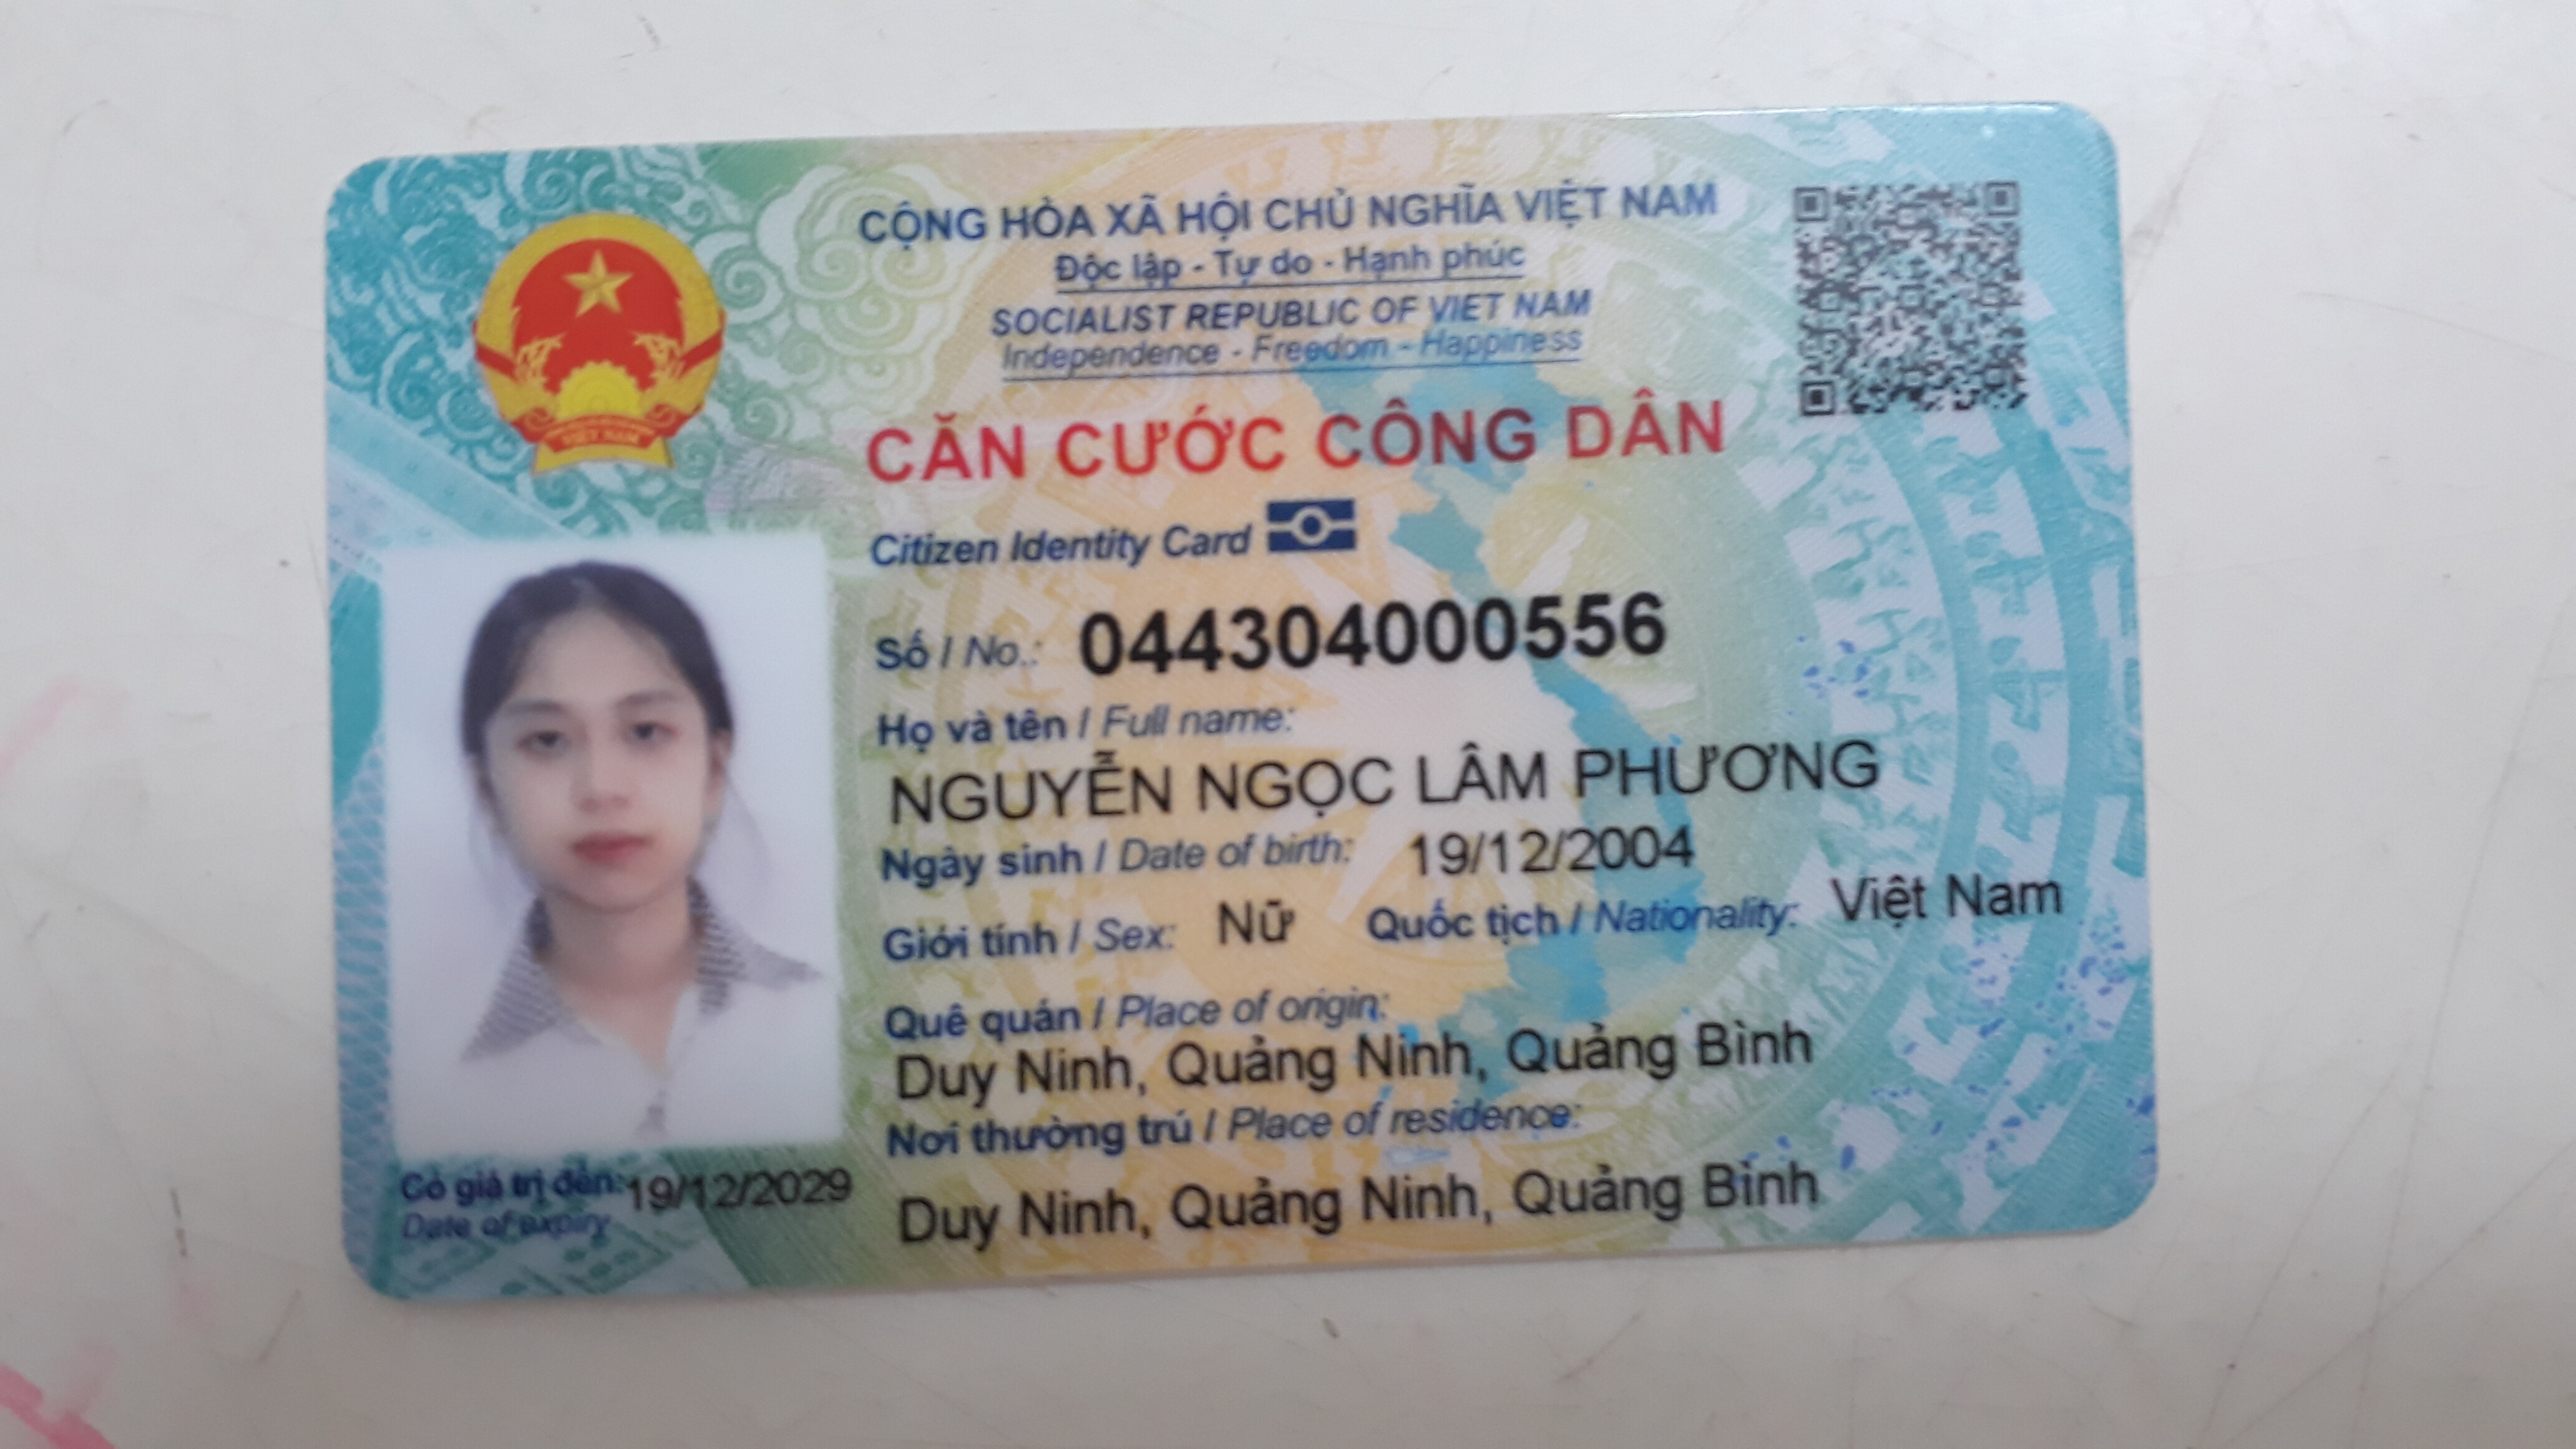 CỘNG HÒA XÃ HỘI CHỦ NGHĨA VIỆT NAM
Độc lập - Tự do - Hạnh phúc
SOCIALIST REPUBLIC OF VIET NAM
Independence - Freedom - Happiness
CĂN CƯỚC CÔNG DÂN
Citizen Identity Card
Số / No.: 044304000556
Họ và tên / Full name:
NGUYỄN NGỌC LÂM PHƯƠNG
Ngày sinh / Date of birth: 19/12/2004
Giới tính / Sex: Nữ Quốc tịch / Nationality: Việt Nam
Quê quán / Place of origin:
Duy Ninh, Quảng Ninh, Quảng Bình
Nơi thường trú / Place of residence:
Duy Ninh, Quảng Ninh, Quảng Bình
Có giá trị đến: 19/12/2029
Date of expiry
VIỆT NAM